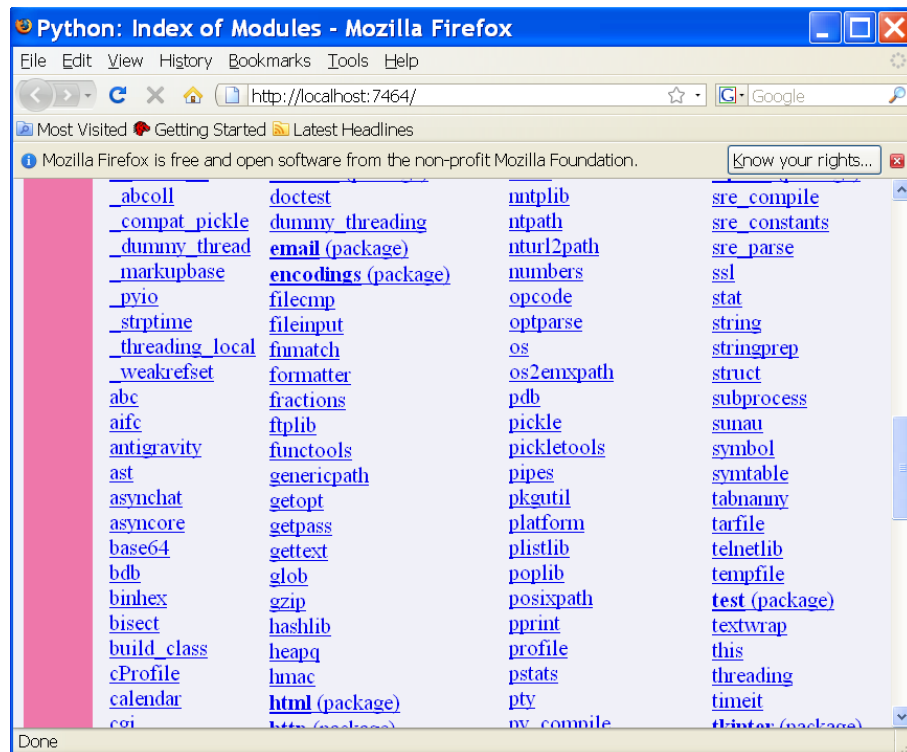 Python: Index of Modules - Mozilla Firefox
File Edit View History Bookmarks Tools Help
http://localhost:7464/
G Google
Most Visited Getting Started Latest Headlines
Mozilla Firefox is free and open software from the non-profit Mozilla Foundation. Know your rights...
_abcoll doctest nntplib sre_compile
_compat_pickle dummy_threading ntpath sre_constants
_dummy_thread email (package) nturl2path sre_parse
_markupbase encodings (package) numbers ssl
_pyio filecmp opcode stat
_strptime fileinput optparse string
_threading_local fnmatch os stringprep
_weakrefset formatter os2emxpath struct
abc fractions pdb subprocess
aifc ftplib pickle sunau
antigravity functools pickletools symbol
ast genericpath pipes symtable
asynchat getopt pkgutil tabnanny
asyncore getpass platform tarfile
base64 gettext plistlib telnetlib
bdb glob poplib tempfile
binhex gzip posixpath test (package)
bisect hashlib pprint textwrap
build_class heapq profile this
cProfile hmac pstats threading
calendar html (package) pty timeit
cgi http (package) py_compile tkinter (package)
Done